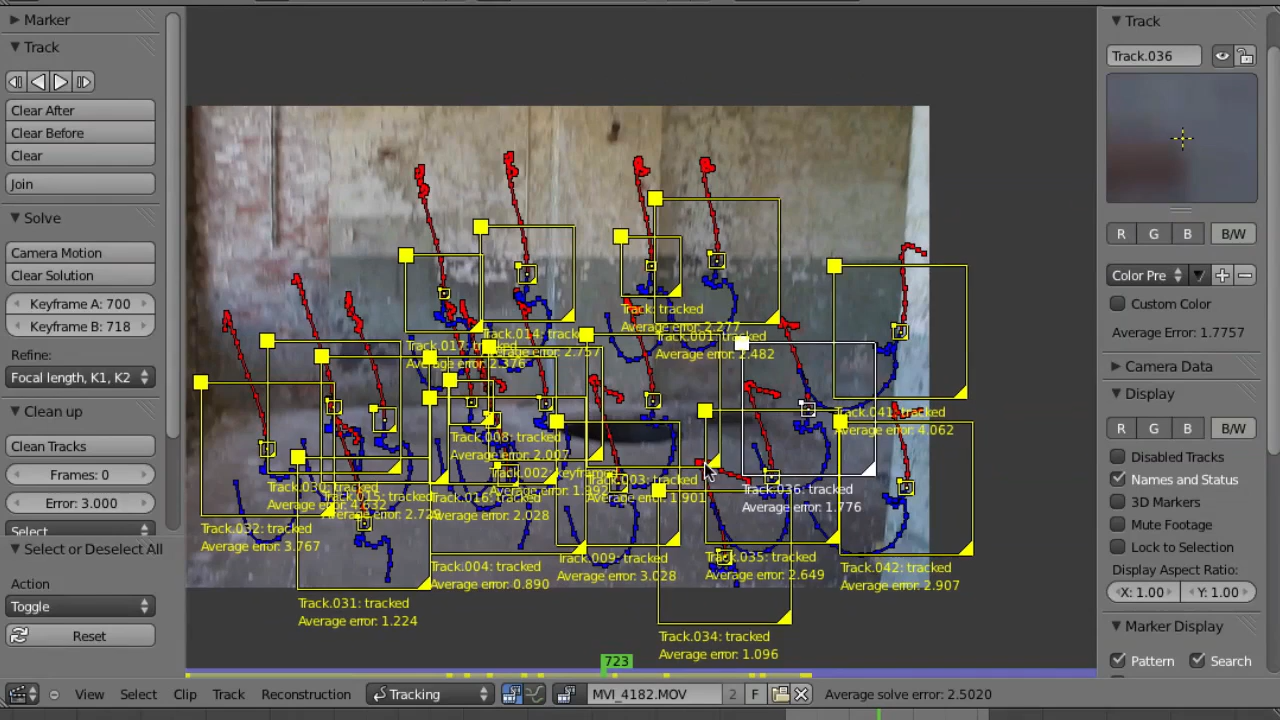 Marker
Track
Clear After
Clear Before
Clear
Join
Solve
Camera Motion
Camera Solution
Keyframe A: 700
Keyframe B: 718
Refine:
Focal length, K1, K2
Clean up
Clean Tracks
Frames: 0
Error: 3.000
Select
Select or Deselect All
Action
Toggle
Reset
Track: tracked
Average error: 2.277
Track.001: tracked
Average error: 2.482
Track.014: tracked
Average error: 2.757
Track.017: tracked
Average error: 2.376
Track.041: tracked
Average error: 4.062
Track.008: tracked
Average error: 2.007
Track.002: keyframed
Track.003: tracked
Average error: 1.901
Track.030: tracked
Average error: 4.632
Track.015: tracked
Track.016: tracked
Average error: 2.028
Track.036: tracked
Average error: 1.776
Track.032: tracked
Average error: 3.767
Track.004: tracked
Average error: 0.890
Track.009: tracked
Average error: 3.028
Track.035: tracked
Average error: 2.649
Track.042: tracked
Average error: 2.907
Track.031: tracked
Average error: 1.224
Track.034: tracked
Average error: 1.096
723
View Select Clip Track Reconstruction Tracking MVI_4182.MOV 2 F Average solve error: 2.5020
Track
Track.036
R G B B/W
Color Pre
Custom Color
Average Error: 1.7757
Camera Data
Display
R G B B/W
Disabled Tracks
Names and Status
3D Markers
Mute Footage
Lock to Selection
Display Aspect Ratio:
X: 1.00 Y: 1.00
Marker Display
Pattern Search